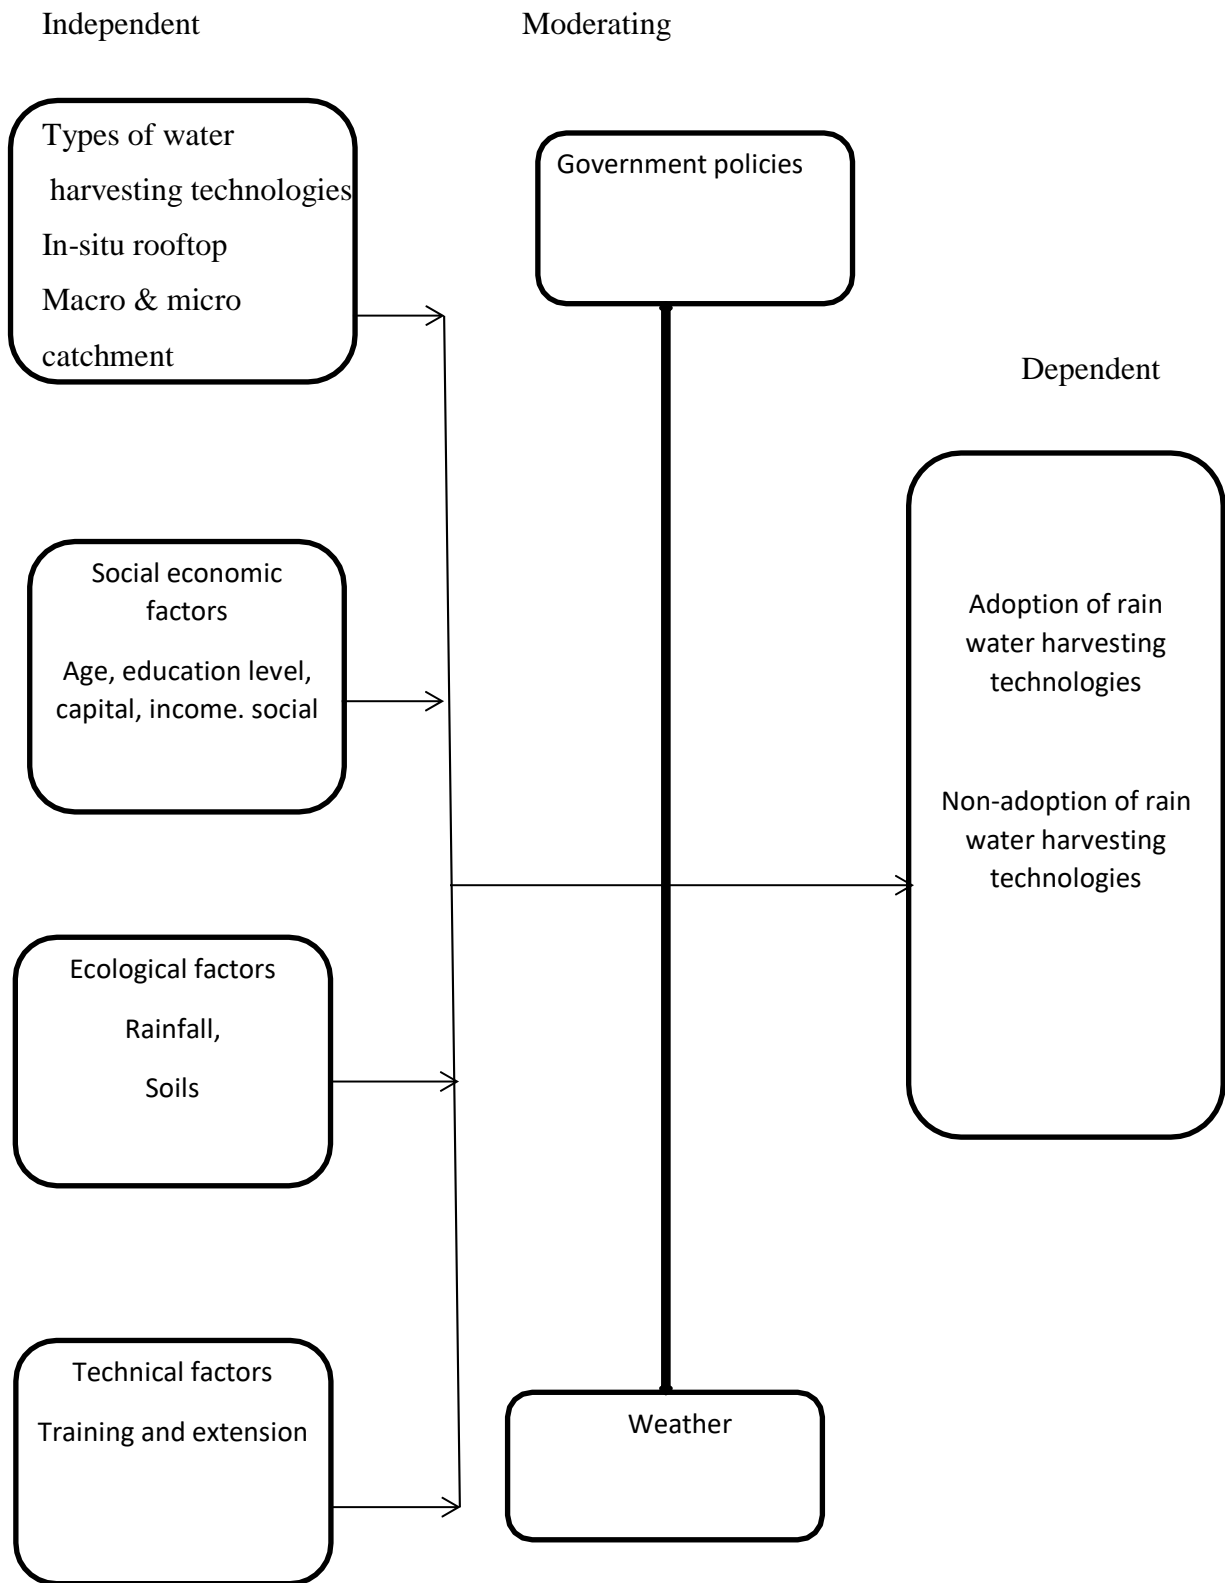 Independent
Moderating
Types of water
harvesting technologies
In-situ rooftop
Macro & micro
catchment
Government policies
Dependent
Social economic
factors
Age, education level,
capital, income. social
Adoption of rain
water harvesting
technologies
Non-adoption of rain
water harvesting
technologies
Ecological factors
Rainfall,
Soils
Technical factors
Training and extension
Weather